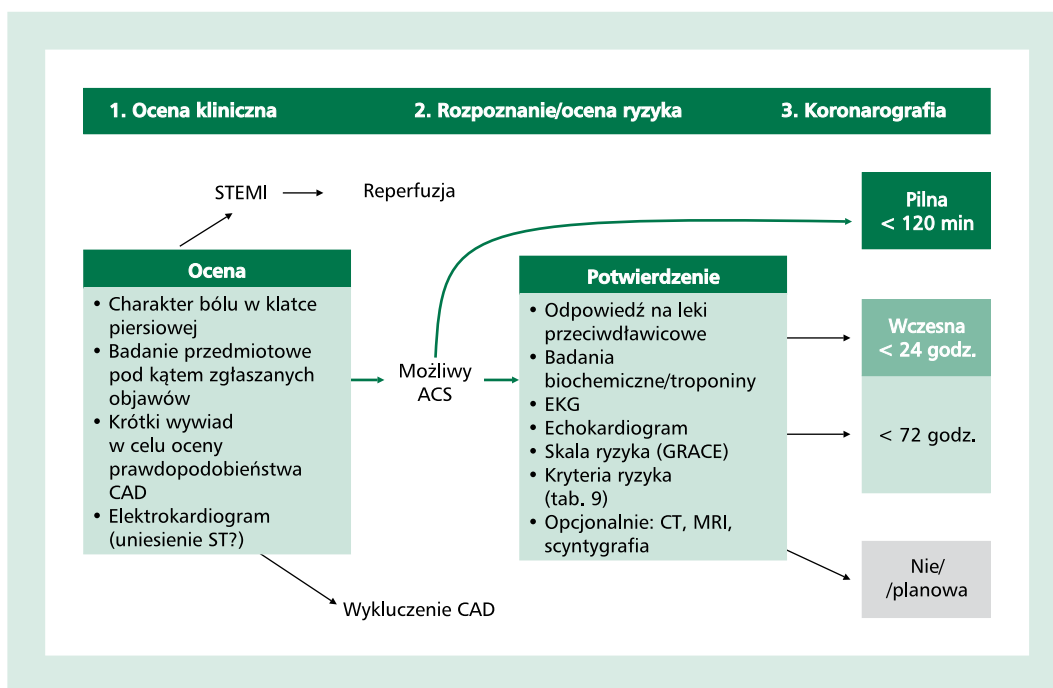 1. Ocena kliniczna
2. Rozpoznanie/ocena ryzyka
3. Koronarografia
STEMI
Reperfuzja
Pilna
< 120 min
Ocena
• Charakter bólu w klatce
piersiowej
• Badanie przedmiotowe
pod kątem zgłaszanych
objawów
• Krótki wywiad
w celu oceny
prawdopodobieństwa
CAD
• Elektrokardiogram
(uniesienie ST?)
Możliwy
ACS
Potwierdzenie
• Odpowiedź na leki
przeciwdławicowe
• Badania
biochemiczne/troponiny
• EKG
• Echokardiogram
• Skala ryzyka (GRACE)
• Kryteria ryzyka
(tab. 9)
• Opcjonalnie: CT, MRI,
scyntygrafia
Wczesna
< 24 godz.
< 72 godz.
Nie/
/planowa
Wykluczenie CAD